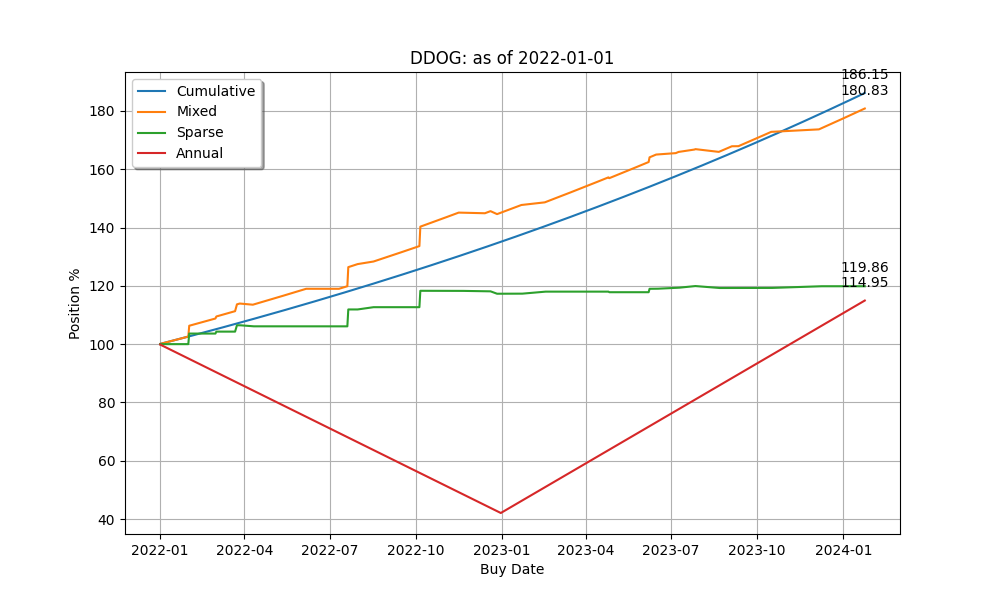 DDOG: as of 2022-01-01
186.15
180.83
Cumulative
Mixed
Sparse
Annual
119.86
114.95
180
160
140
120
100
80
60
40
Position %
2022-01 2022-04 2022-07 2022-10 2023-01 2023-04 2023-07 2023-10 2024-01
Buy Date